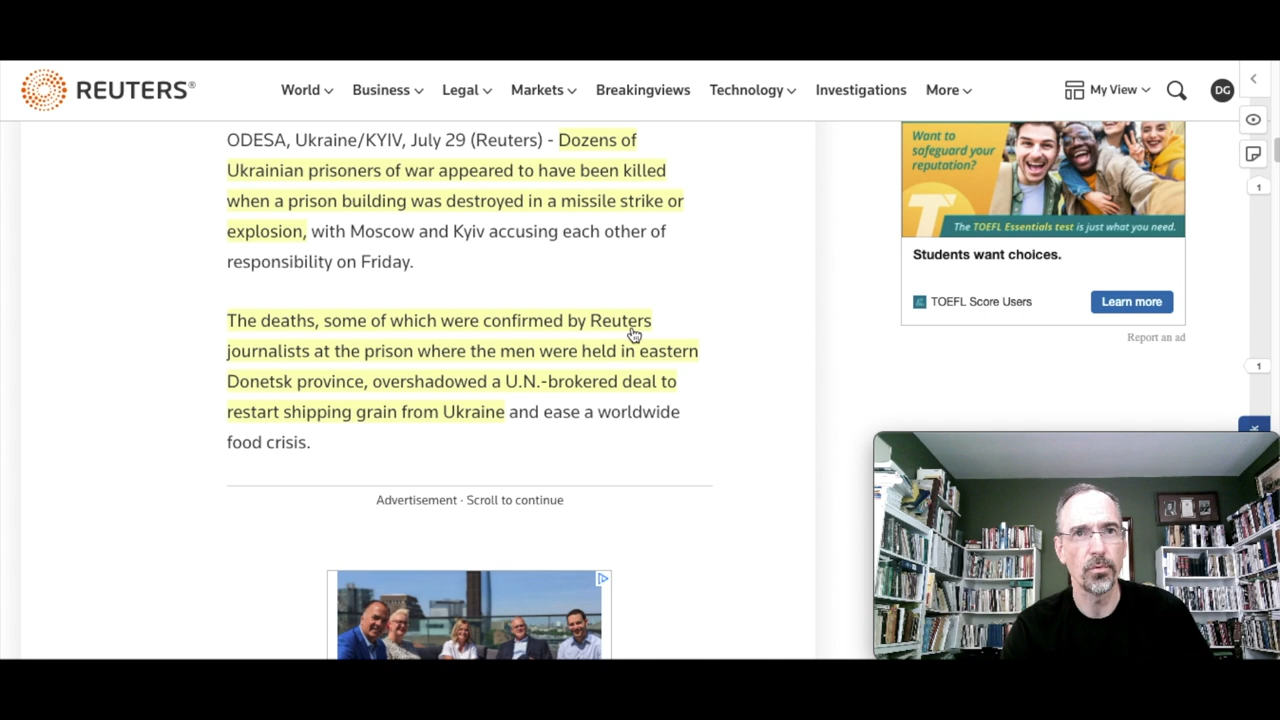 REUTERS®
World
Business
Legal
Markets
Breakingviews
Technology
Investigations
More
My View
DG
ODESA, Ukraine/KYIV, July 29 (Reuters) - Dozens of
Ukrainian prisoners of war appeared to have been killed
when a prison building was destroyed in a missile strike or
explosion, with Moscow and Kyiv accusing each other of
responsibility on Friday.
The deaths, some of which were confirmed by Reuters
journalists at the prison where the men were held in eastern
Donetsk province, overshadowed a U.N.-brokered deal to
restart shipping grain from Ukraine and ease a worldwide
food crisis.
Advertisement · Scroll to continue
Want to
safeguard your
reputation?
The TOEFL Essentials test is just what you need.
Students want choices.
TOEFL Score Users
Learn more
Report an ad
1
1